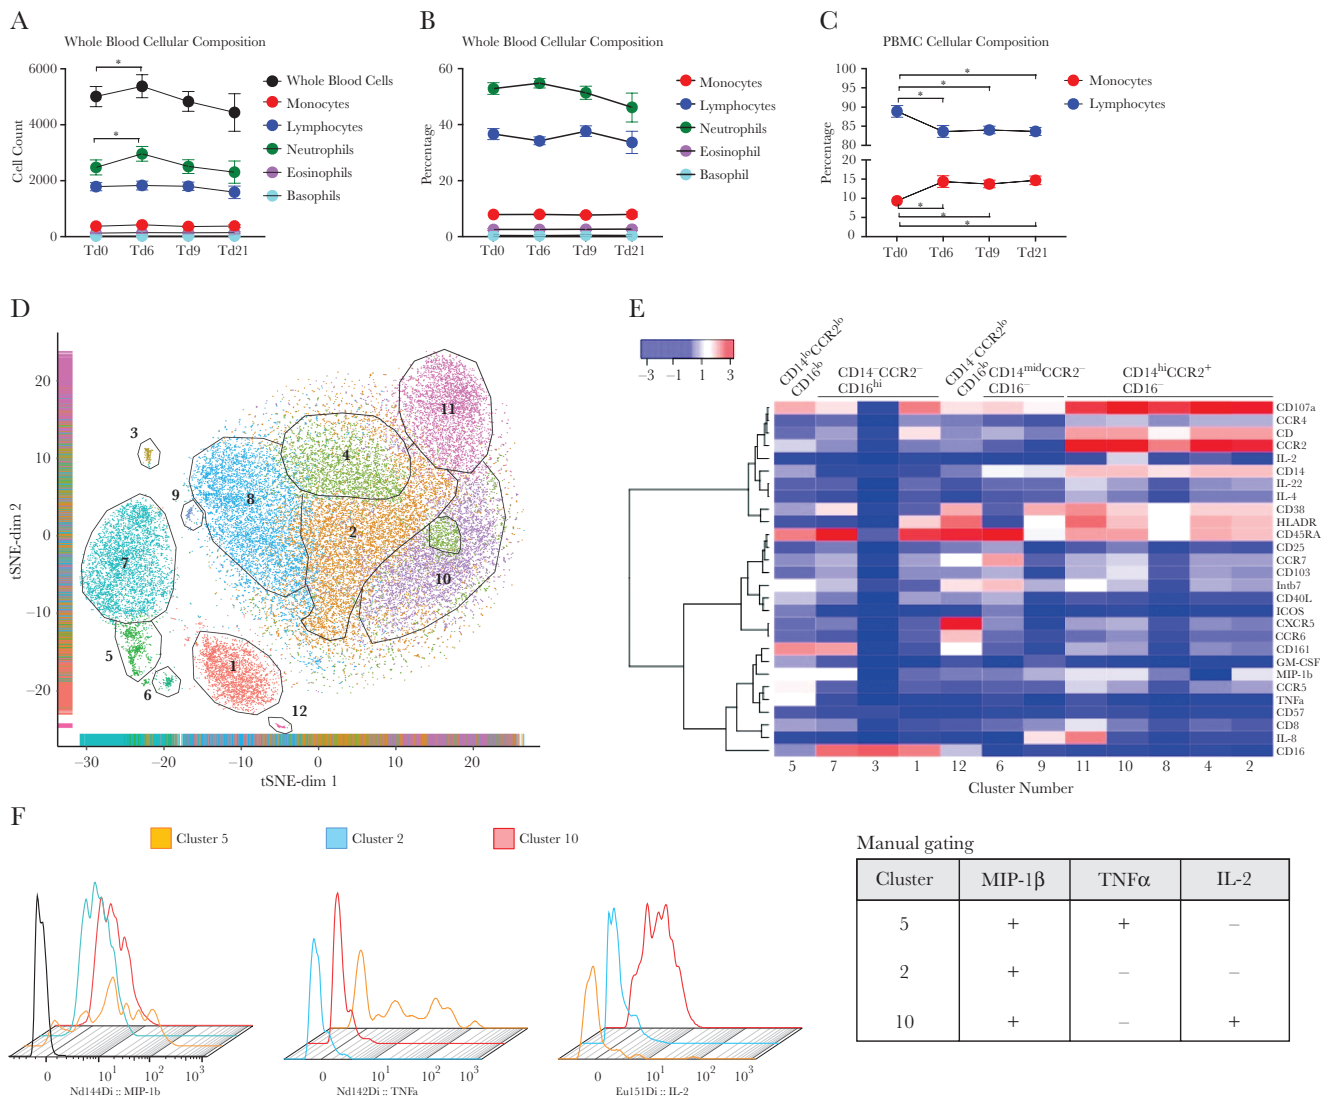 A
Whole Blood Cellular Composition
6000
4000
2000
0
Cell Count
*
*
Td0 Td6 Td9 Td21
Whole Blood Cells
Monocytes
Lymphocytes
Neutrophils
Eosinophils
Basophils
B
Whole Blood Cellular Composition
60
40
20
0
Percentage
Td0 Td6 Td9 Td21
Monocytes
Lymphocytes
Neutrophils
Eosinophil
Basophil
C
PBMC Cellular Composition
100
95
90
85
80
20
15
10
5
0
Percentage
*
*
*
*
*
*
Td0 Td6 Td9 Td21
Monocytes
Lymphocytes
D
tSNE-dim 2
20
10
0
−10
−20
11
3
4
9
8
2
7
10
5
1
6
12
−30 −20 −10 0 10 20
tSNE-dim 1
E
−3 −1 1 3
CD14loCCR2lo
CD16lo
CD14−CCR2−
CD16hi
CD14−CCR2lo
CD16lo
CD14midCCR2−
CD16−
CD14hiCCR2+
CD16−
CD107a
CCR4
CD
CCR2
IL-2
CD14
IL-22
IL-4
CD38
HLADR
CD45RA
CD25
CCR7
CD103
Intb7
CD40L
ICOS
CXCR5
CCR6
CD161
GM-CSF
MIP-1b
CCR5
TNFa
CD57
CD8
IL-8
CD16
5 7 3 1 12 6 9 11 10 8 4 2
Cluster Number
F
Cluster 5
Cluster 2
Cluster 10
0 101 102 103
Nd144Di :: MIP-1b
0 101 102 103
Nd142Di :: TNFa
0 101 102 103
Eu151Di :: IL-2
Manual gating
Cluster MIP-1β TNFα IL-2
5 + + −
2 + − −
10 + − +